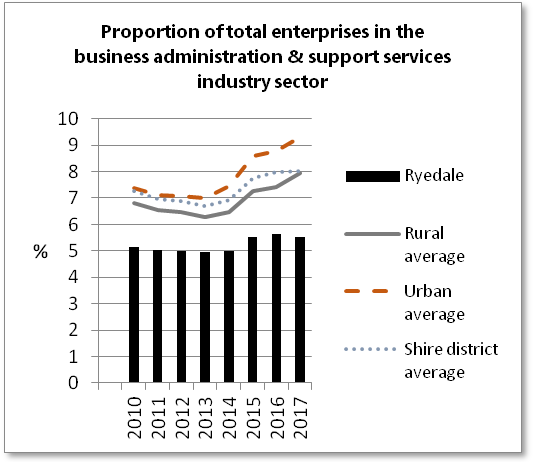 Proportion of total enterprises in the
business administration & support services
industry sector
10
9
8
7
6
5
4
3
2
1
0
%
2010
2011
2012
2013
2014
2015
2016
2017
Ryedale
Rural
average
Urban
average
Shire district
average